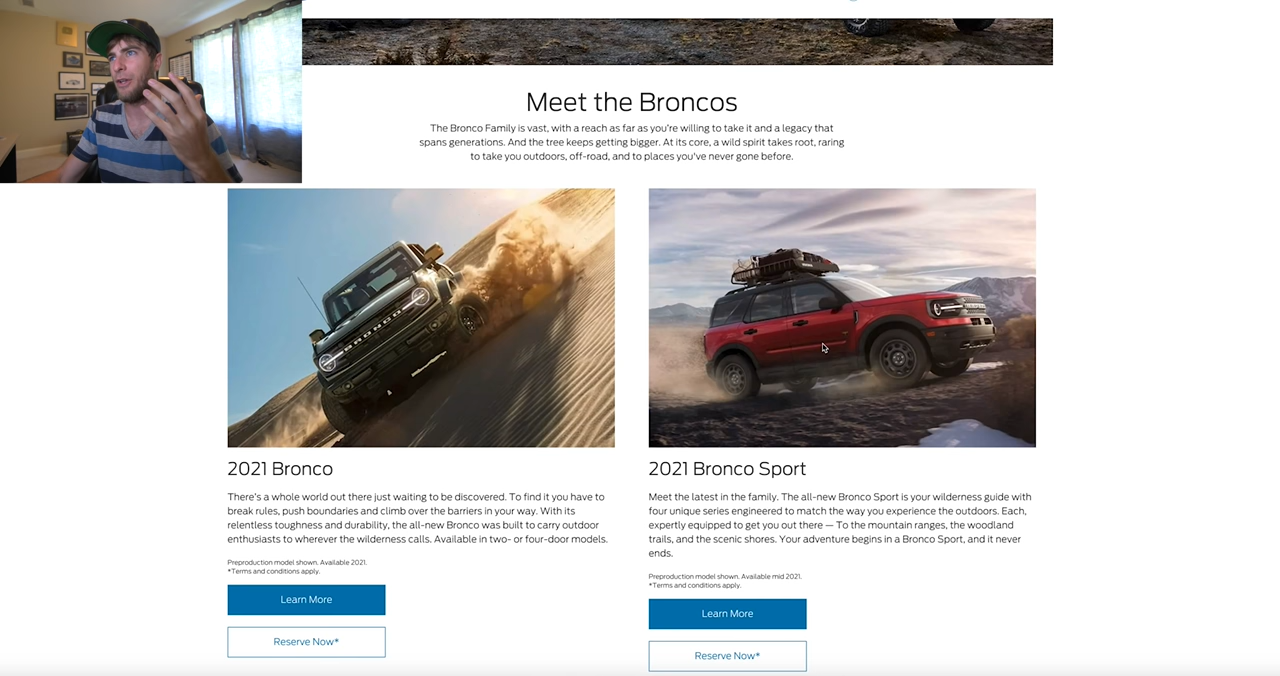 Meet the Broncos
The Bronco Family is vast, with a reach as far as you're willing to take it and a legacy that
spans generations. And the tree keeps getting bigger. At its core, a wild spirit takes root, raring
to take you outdoors, off-road, and to places you've never gone before.
BRONCO
2021 Bronco
There's a whole world out there just waiting to be discovered. To find it you have to
break rules, push boundaries and climb over the barriers in your way. With its
relentless toughness and durability, the all-new Bronco was built to carry outdoor
enthusiasts to wherever the wilderness calls. Available in two- or four-door models.
Preproduction model shown. Available 2021.
*Terms and conditions apply.
Learn More
Reserve Now*
2021 Bronco Sport
Meet the latest in the family. The all-new Bronco Sport is your wilderness guide with
four unique series engineered to match the way you experience the outdoors. Each,
expertly equipped to get you out there — To the mountain ranges, the woodland
trails, and the scenic shores. Your adventure begins in a Bronco Sport, and it never
ends.
Preproduction model shown. Available mid 2021.
*Terms and conditions apply.
Learn More
Reserve Now*